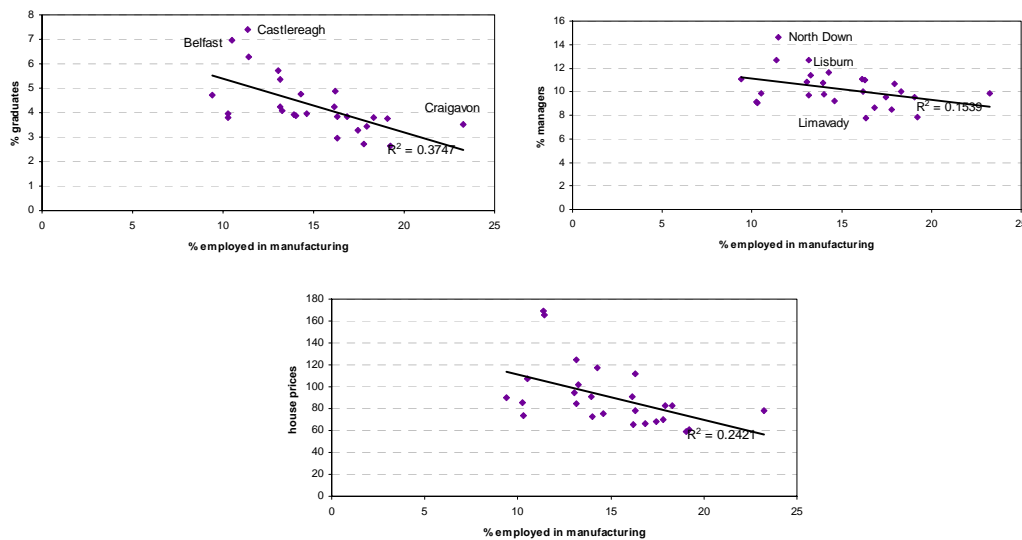 8
7
6
5
4
3
2
1
0
% graduates
Castlereagh
Belfast
Craigavon
R² = 0.3747
0 5 10 15 20 25
% employed in manufacturing
16
14
12
10
8
6
4
2
0
% managers
North Down
Lisburn
R² = 0.1539
Limavady
0 5 10 15 20 25
% employed in manufacturing
180
160
140
120
100
80
60
40
20
0
house prices
R² = 0.2421
0 5 10 15 20 25
% employed in manufacturing